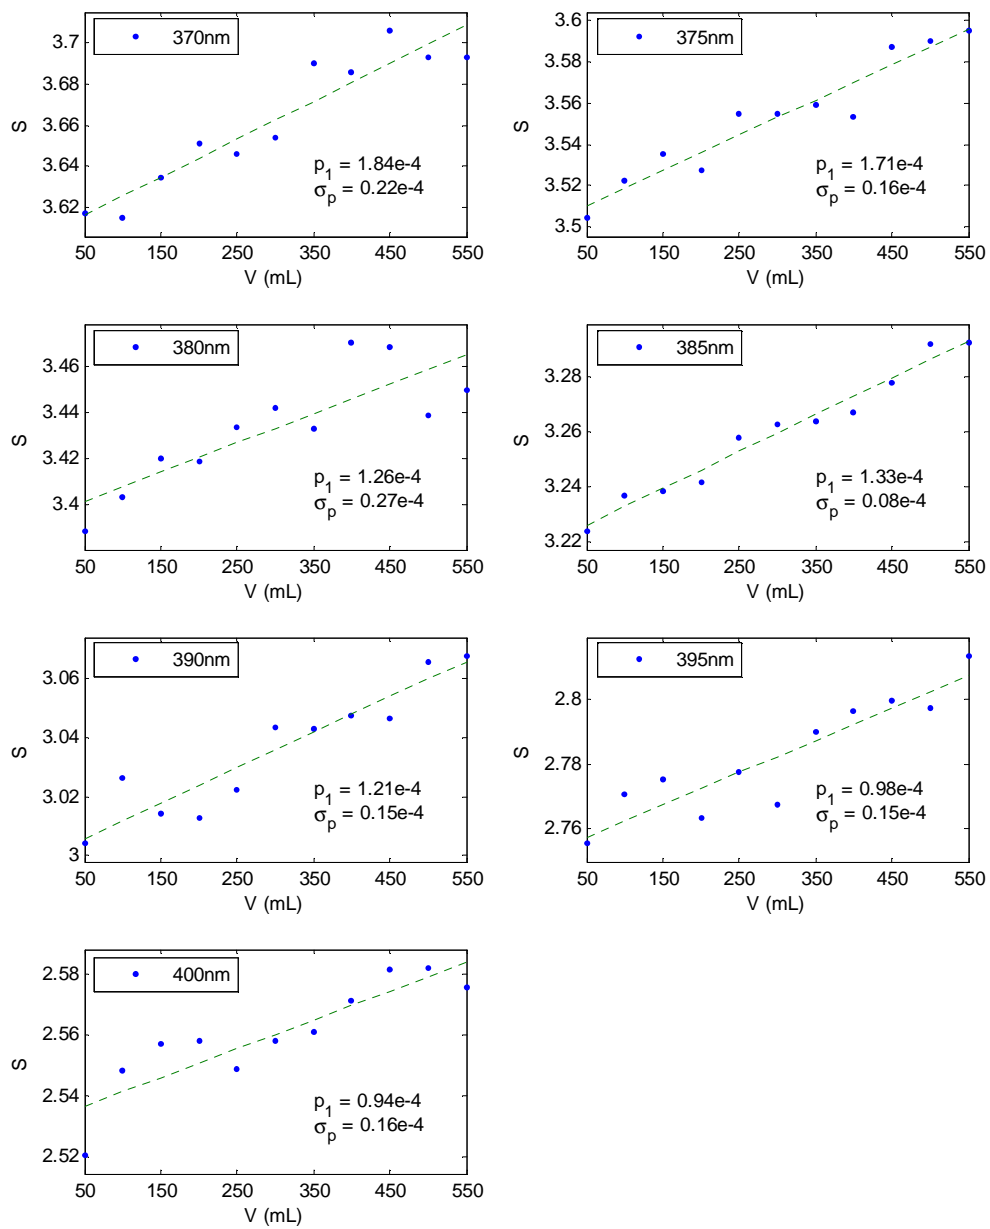 370nm
3.7
3.68
3.66
3.64
3.62
S
p1 = 1.84e-4
σp = 0.22e-4
50 150 250 350 450 550
V (mL)
375nm
3.6
3.58
3.56
3.54
3.52
3.5
S
p1 = 1.71e-4
σp = 0.16e-4
50 150 250 350 450 550
V (mL)
380nm
3.46
3.44
3.42
3.4
S
p1 = 1.26e-4
σp = 0.27e-4
50 150 250 350 450 550
V (mL)
385nm
3.28
3.26
3.24
3.22
S
p1 = 1.33e-4
σp = 0.08e-4
50 150 250 350 450 550
V (mL)
390nm
3.06
3.04
3.02
3
S
p1 = 1.21e-4
σp = 0.15e-4
50 150 250 350 450 550
V (mL)
395nm
2.8
2.78
2.76
S
p1 = 0.98e-4
σp = 0.15e-4
50 150 250 350 450 550
V (mL)
400nm
2.58
2.56
2.54
2.52
S
p1 = 0.94e-4
σp = 0.16e-4
50 150 250 350 450 550
V (mL)